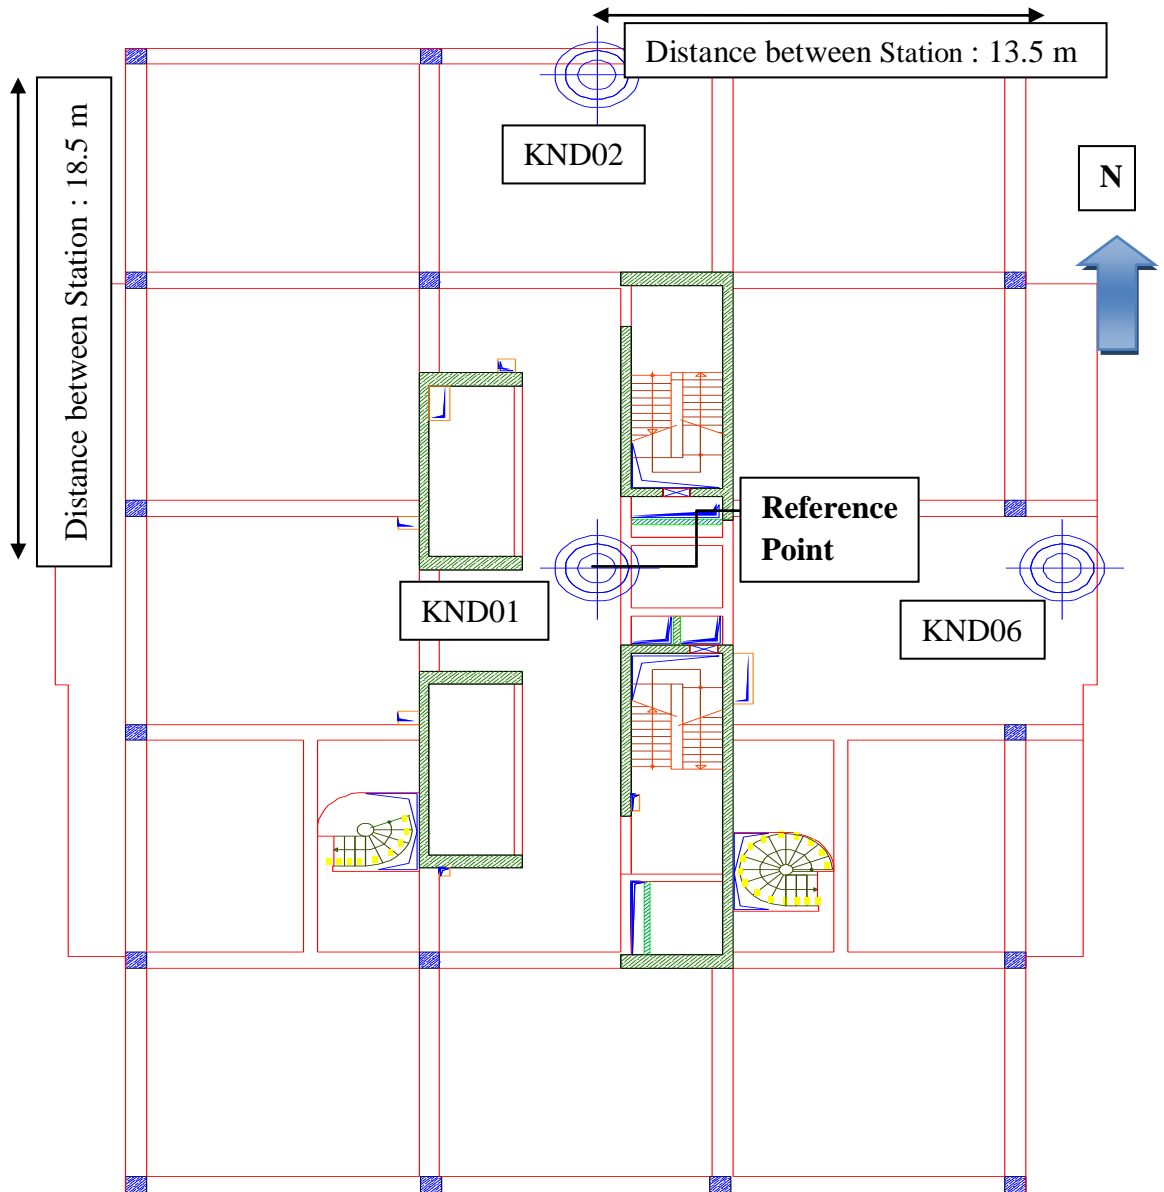 Distance between Station : 13.5 m
Distance between Station : 18.5 m
KND02
N
Reference
Point
KND01
KND06